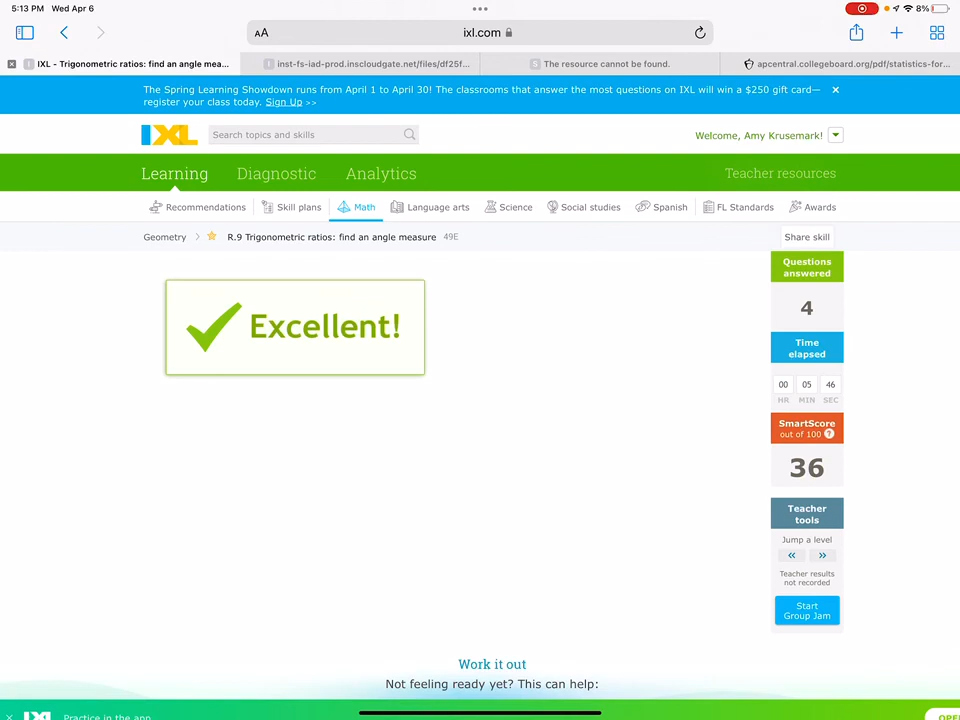 5:13 PM Wed Apr 6
8%
AA
ixl.com
IXL - Trigonometric ratios: find an angle mea...
inst-fs-iad-prod.inscloudgate.net/files/df25f...
S The resource cannot be found.
apcentral.collegeboard.org/pdf/statistics-for...
The Spring Learning Showdown runs from April 1 to April 30! The classrooms that answer the most questions on IXL will win a $250 gift card—
register your class today. Sign Up >>
IXL
Search topics and skills
Welcome, Amy Krusemark!
Learning
Diagnostic
Analytics
Teacher resources
Recommendations
Skill plans
Math
Language arts
Science
Social studies
Spanish
FL Standards
Awards
Geometry > R.9 Trigonometric ratios: find an angle measure 49E
Share skill
Questions
answered
4
Time
elapsed
00 05 46
HR MIN SEC
SmartScore
out of 100 ?
36
Excellent!
Teacher
tools
Jump a level
« »
Teacher results
not recorded
Start
Group Jam
Work it out
Not feeling ready yet? This can help:
IXL
Practice in the app